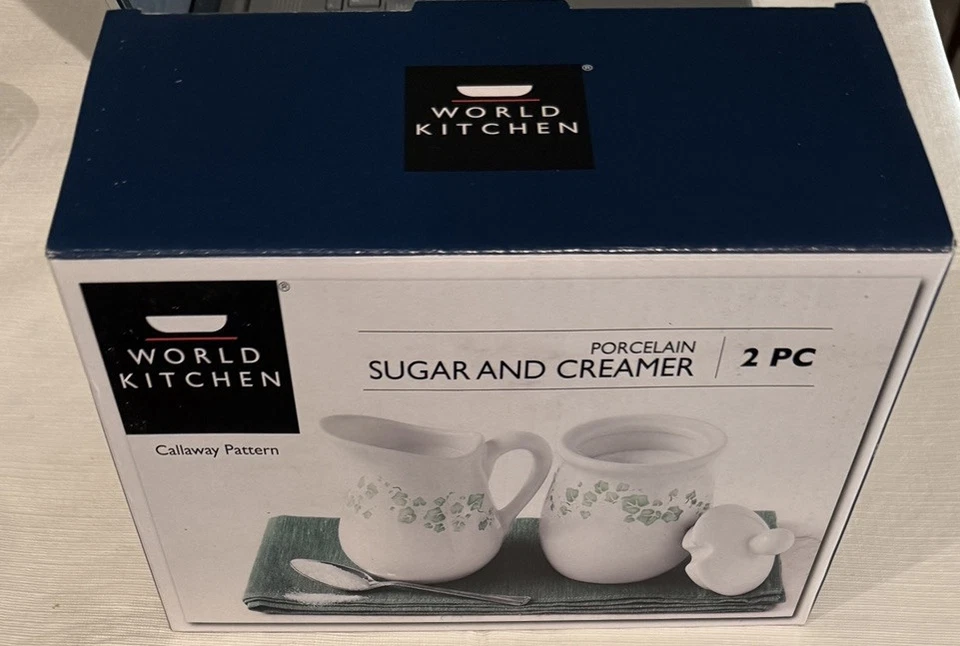 WORLD
KITCHEN
®
WORLD
KITCHEN
®
Callaway Pattern
PORCELAIN
SUGAR AND CREAMER
2 PC